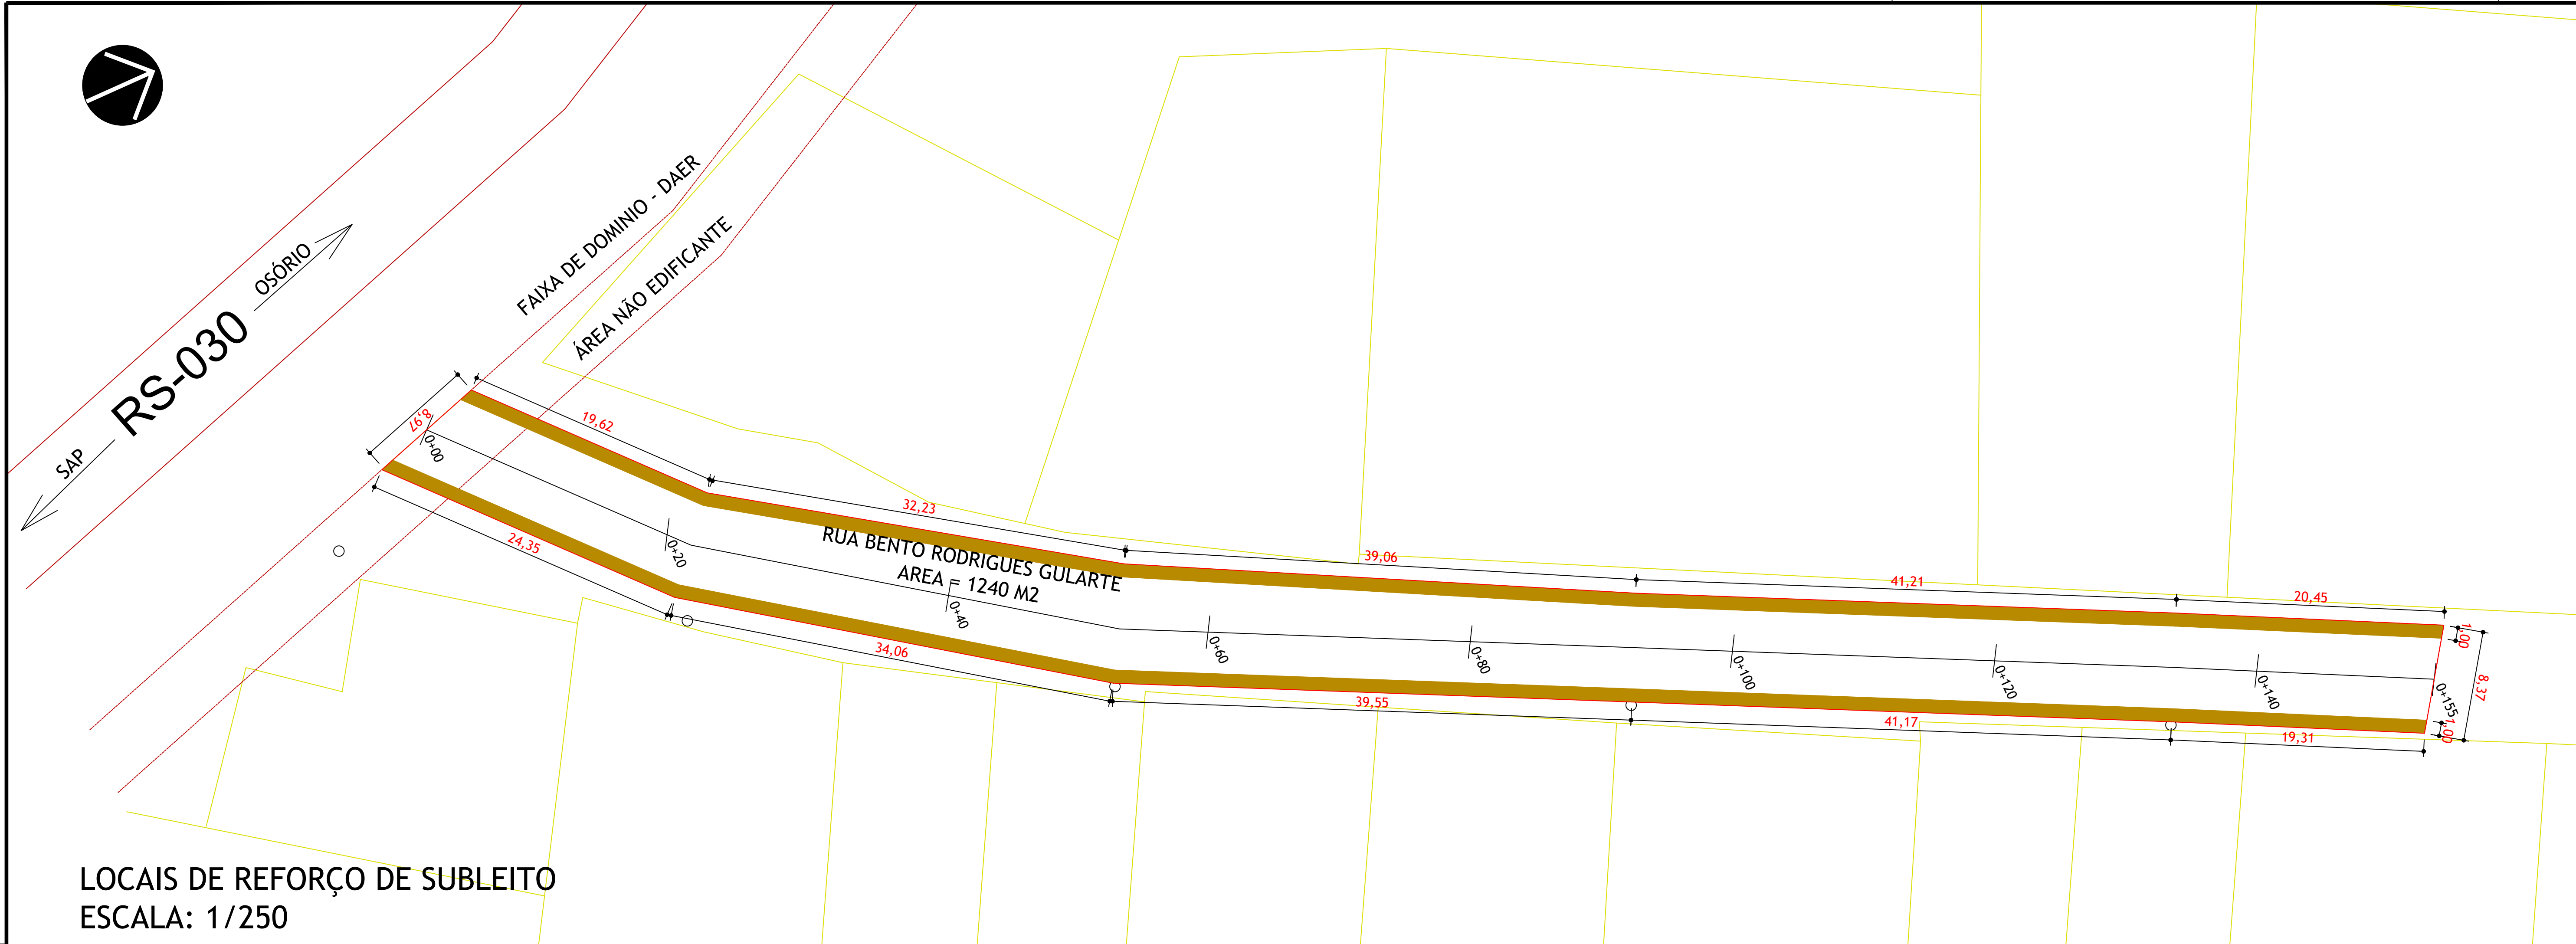 FAIXA DE DOMINIO - DAER
ÁREA NÃO EDIFICANTE
OSÓRIO
RS-030
SAP
8,97
0+00
19,62
24,35
0+20
32,23
RUA BENTO RODRIGUES GULARTE
AREA = 1240 M2
34,06
0+40
39,06
0+60
0+80
39,55
0+100
41,21
41,17
0+120
0+140
20,45
19,31
0+155
1,00
8,37
1,00
LOCAIS DE REFORÇO DE SUBLEITO
ESCALA: 1/250